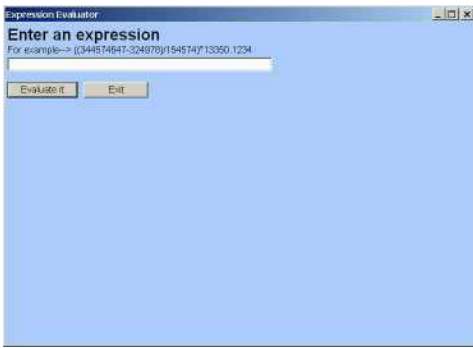 Expression Evaluator
Enter an expression
For example--> ((344574647-324978)/154574)*13350.1234
Evaluate it
Exit